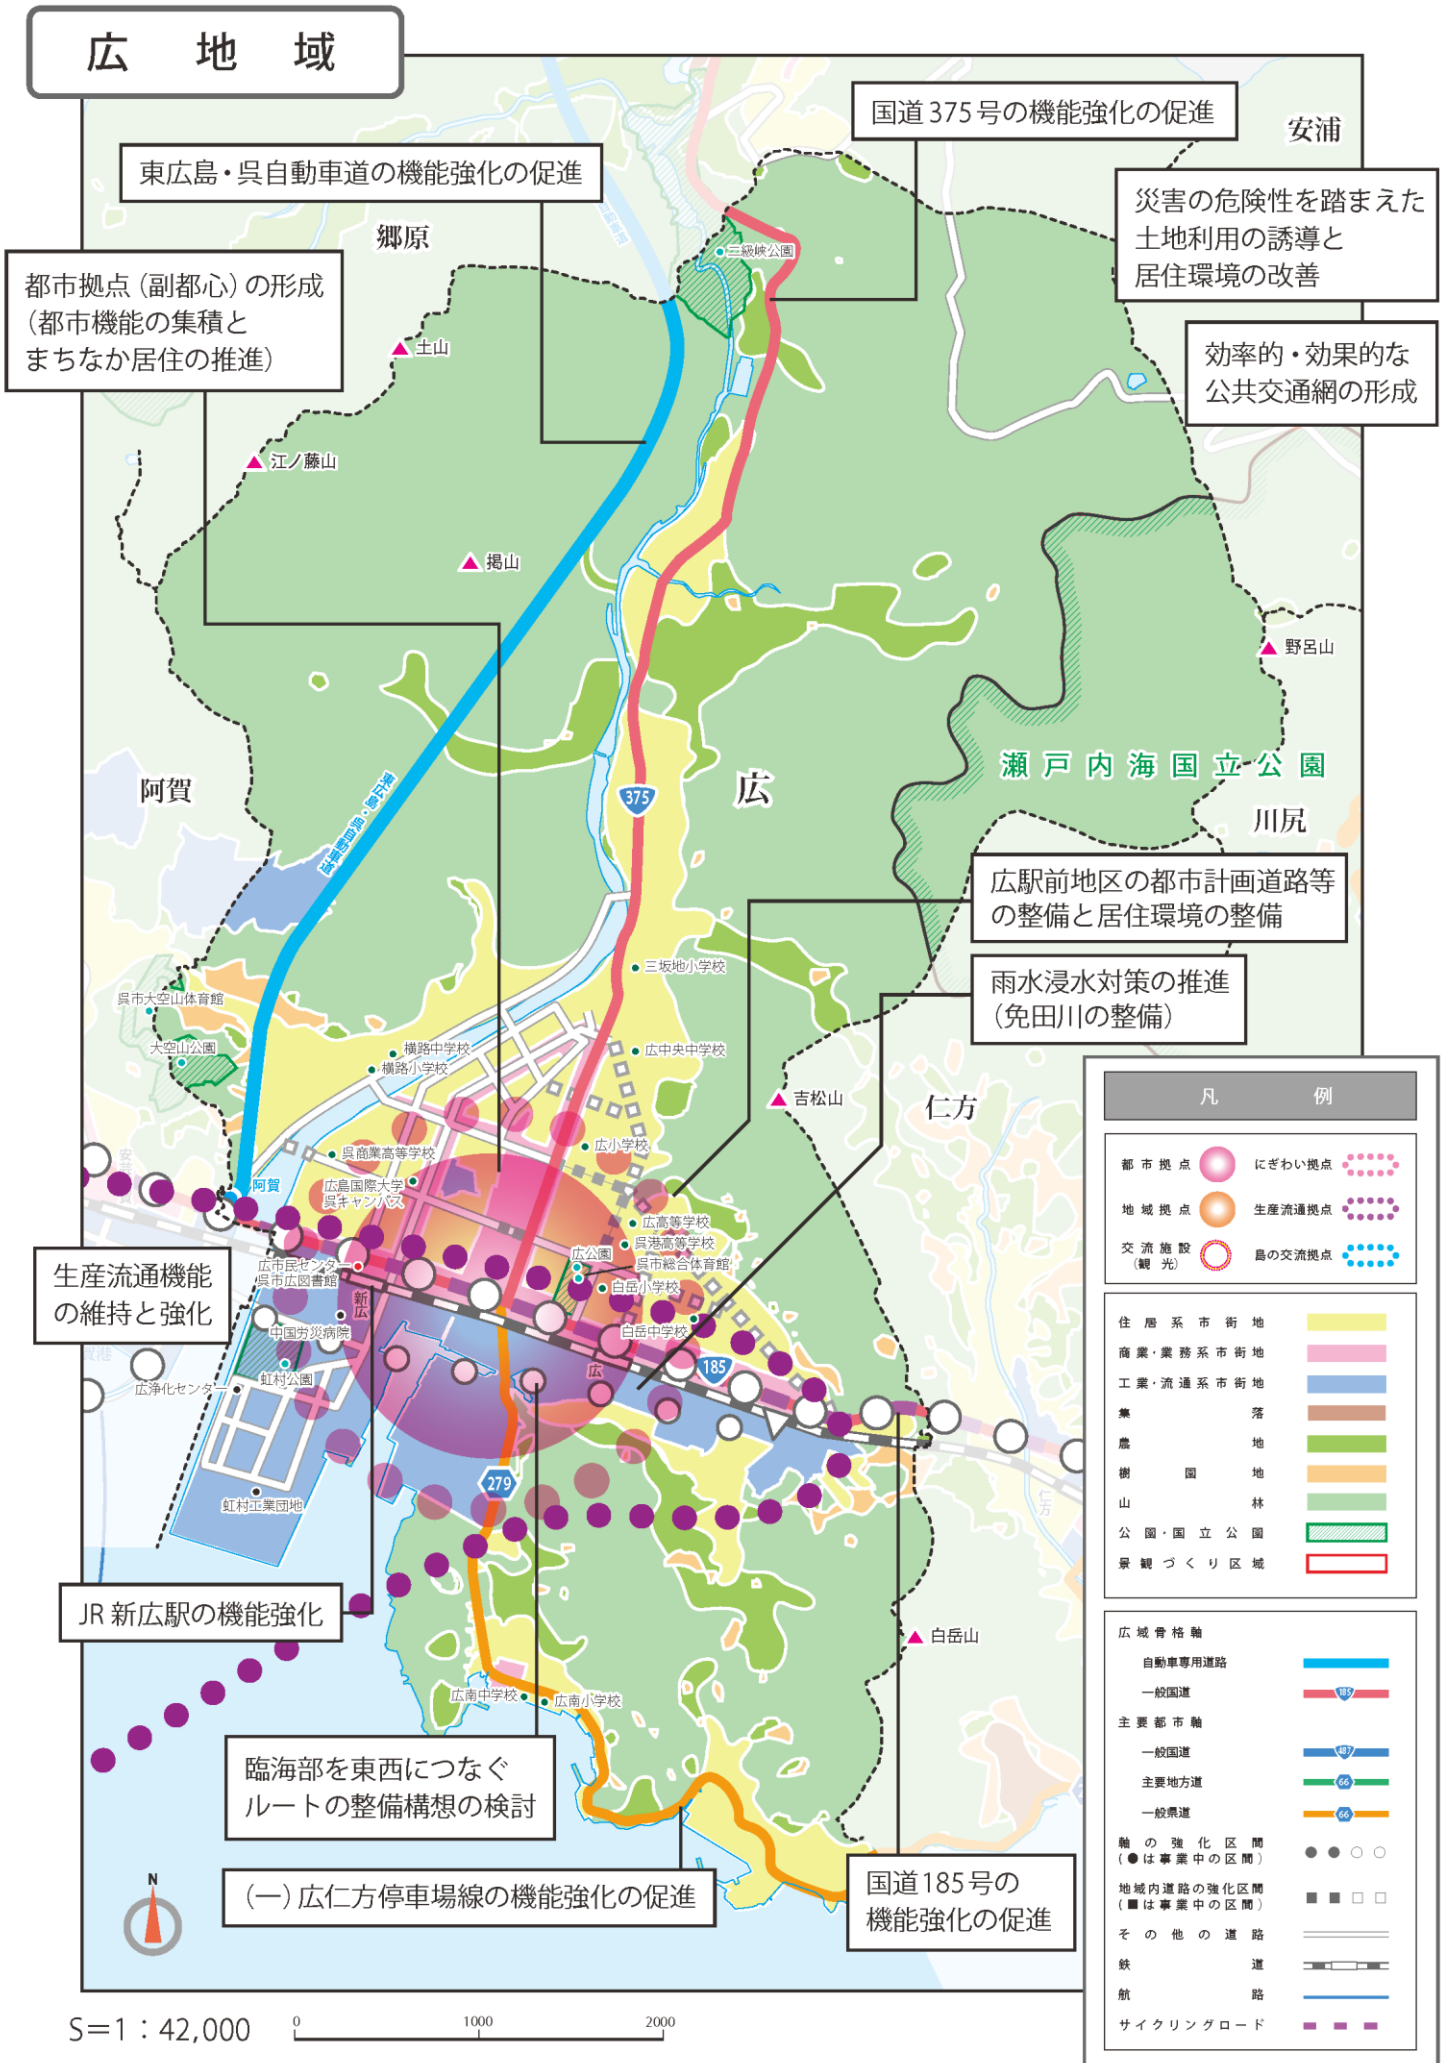 広地域
国道375号の機能強化の促進
安浦
東広島・呉自動車道の機能強化の促進
災害の危険性を踏まえた
土地利用の誘導と
居住環境の改善
郷原
二級峡公園
都市拠点（副都心）の形成
（都市機能の集積と
まちなか居住の推進）
土山
効率的・効果的な
公共交通網の形成
江ノ藤山
掲山
野呂山
瀬戸内海国立公園
阿賀
東広島・呉自動車道
375
広
川尻
広駅前地区の都市計画道路等
の整備と居住環境の整備
三坂地小学校
雨水浸水対策の推進
（免田川の整備）
呉市大空山体育館
大空山公園
横路中学校
横路小学校
広中央中学校
吉松山
仁方
呉商業高等学校
広小学校
阿賀
広島国際大学
呉キャンパス
広高等学校
呉港高等学校
広公園
呉市総合体育館
広市民センター
呉市広図書館
白岳小学校
生産流通機能
の維持と強化
新広
中国労災病院
白岳中学校
広
185
虹村公園
広浄化センター
279
虹村工業団地
仁方
JR新広駅の機能強化
白岳山
広南中学校
広南小学校
臨海部を東西につなぐ
ルートの整備構想の検討
（一）広仁方停車場線の機能強化の促進
国道185号の
機能強化の促進
N
S＝1：42,000
0 1000 2000
凡例
都市拠点
にぎわい拠点
地域拠点
生産流通拠点
交流施設
（観光）
島の交流拠点
住居系市街地
商業・業務系市街地
工業・流通系市街地
集落
農地
樹園地
山林
公園・国立公園
景観づくり区域
広域骨格軸
自動車専用道路
一般国道 185
主要都市軸
一般国道 487
主要地方道 66
一般県道 66
軸の強化区間
（●は事業中の区間）
地域内道路の強化区間
（■は事業中の区間）
その他の道路
鉄道
航路
サイクリングロード